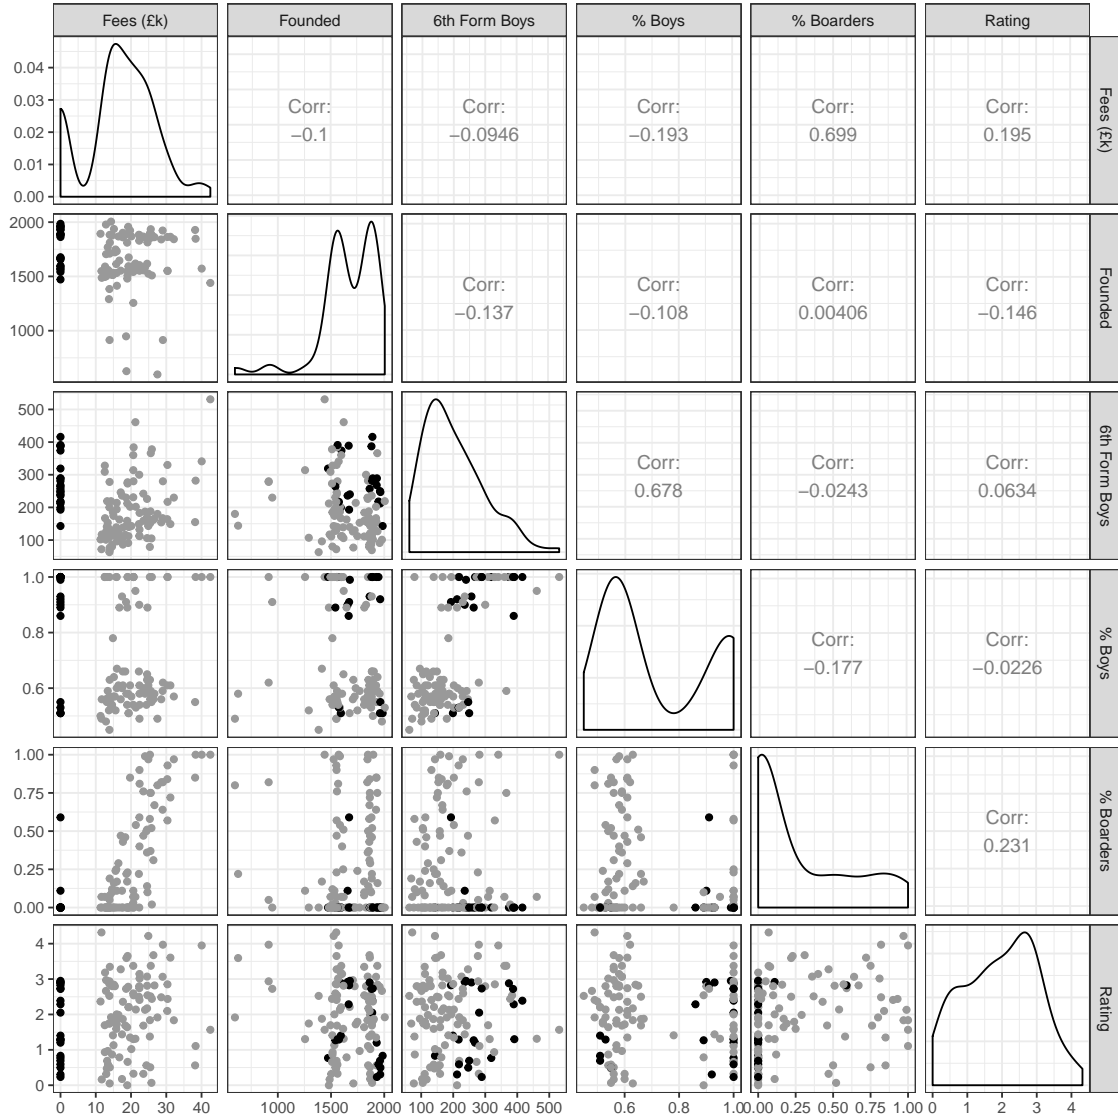 Fees (£k) Founded 6th Form Boys % Boys % Boarders Rating
0.04
0.03
0.02
0.01
0.00
Corr:
−0.1
Corr:
−0.0946
Corr:
−0.193
Corr:
0.699
Corr:
0.195
Fees (£k)
2000
1500
1000
Corr:
−0.137
Corr:
−0.108
Corr:
0.00406
Corr:
−0.146
Founded
500
400
300
200
100
Corr:
0.678
Corr:
−0.0243
Corr:
0.0634
6th Form Boys
1.0
0.8
0.6
Corr:
−0.177
Corr:
−0.0226
% Boys
1.00
0.75
0.50
0.25
0.00
Corr:
0.231
% Boarders
4
3
2
1
0
Rating
0 10 20 30 40 1000 1500 2000 100 200 300 400 500 0.6 0.8 1.0 0.00 0.25 0.50 0.75 1.00 0 1 2 3 4